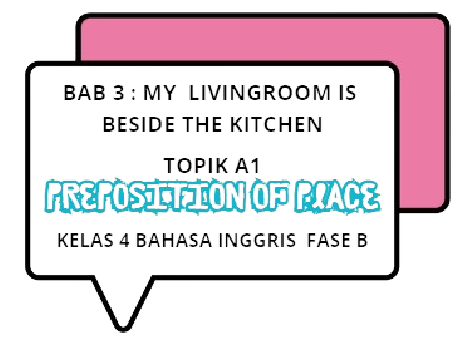 BAB 3 : MY LIVINGROOM IS
BESIDE THE KITCHEN
TOPIK A1
PREPOSITION OF PLACE
KELAS 4 BAHASA INGGRIS FASE B